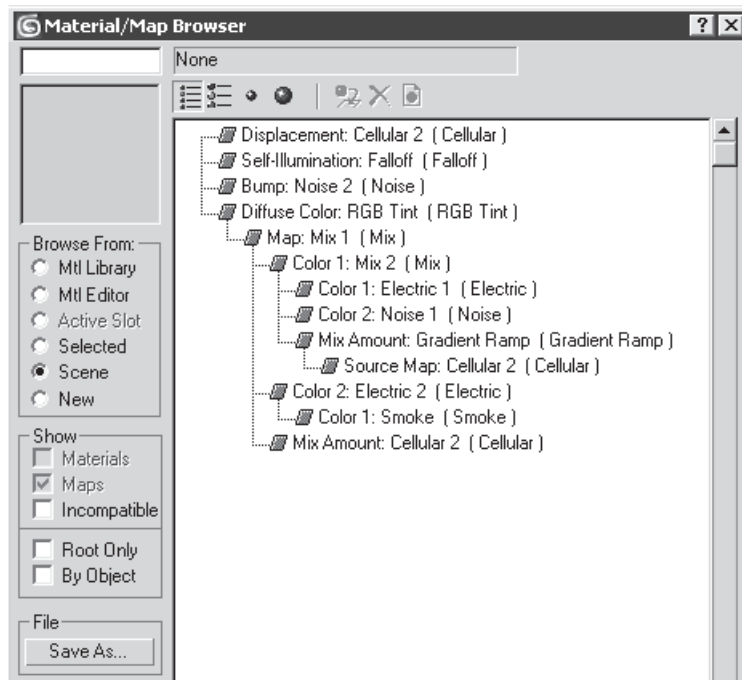 Material/Map Browser
None
Displacement: Cellular 2 ( Cellular )
Self-Illumination: Falloff ( Falloff )
Bump: Noise 2 ( Noise )
Diffuse Color: RGB Tint ( RGB Tint )
Map: Mix 1 ( Mix )
Color 1: Mix 2 ( Mix )
Color 1: Electric 1 ( Electric )
Color 2: Noise 1 ( Noise )
Mix Amount: Gradient Ramp ( Gradient Ramp )
Source Map: Cellular 2 ( Cellular )
Color 2: Electric 2 ( Electric )
Color 1: Smoke ( Smoke )
Mix Amount: Cellular 2 ( Cellular )
Browse From:
Mtl Library
Mtl Editor
Active Slot
Selected
Scene
New
Show
Materials
Maps
Incompatible
Root Only
By Object
File
Save As...